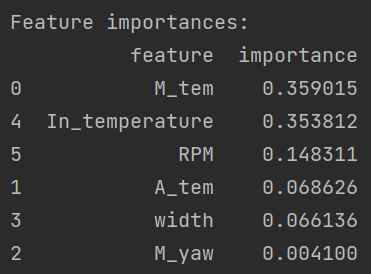 Feature importances:
feature importance
0 M_tem 0.359015
4 In_temperature 0.353812
5 RPM 0.148311
1 A_tem 0.068626
3 width 0.066136
2 M_yaw 0.004100